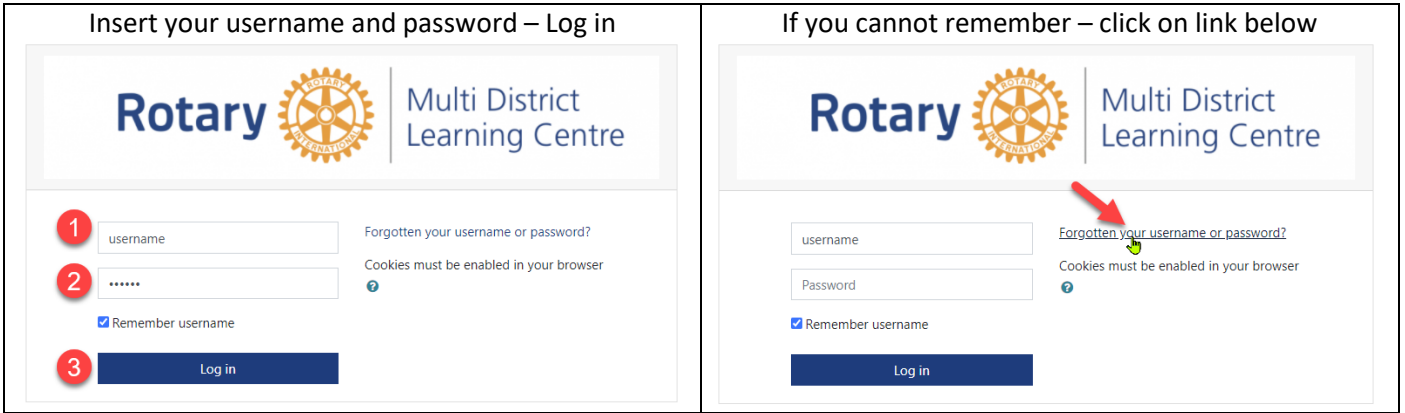 Insert your username and password – Log in
Rotary
ROTARY
INTERNATIONAL
Multi District
Learning Centre
1
username
Forgotten your username or password?
2
••••••
Cookies must be enabled in your browser
?
Remember username
3
Log in
If you cannot remember – click on link below
Rotary
ROTARY
INTERNATIONAL
Multi District
Learning Centre
username
Forgotten your username or password?
Password
Cookies must be enabled in your browser
?
Remember username
Log in